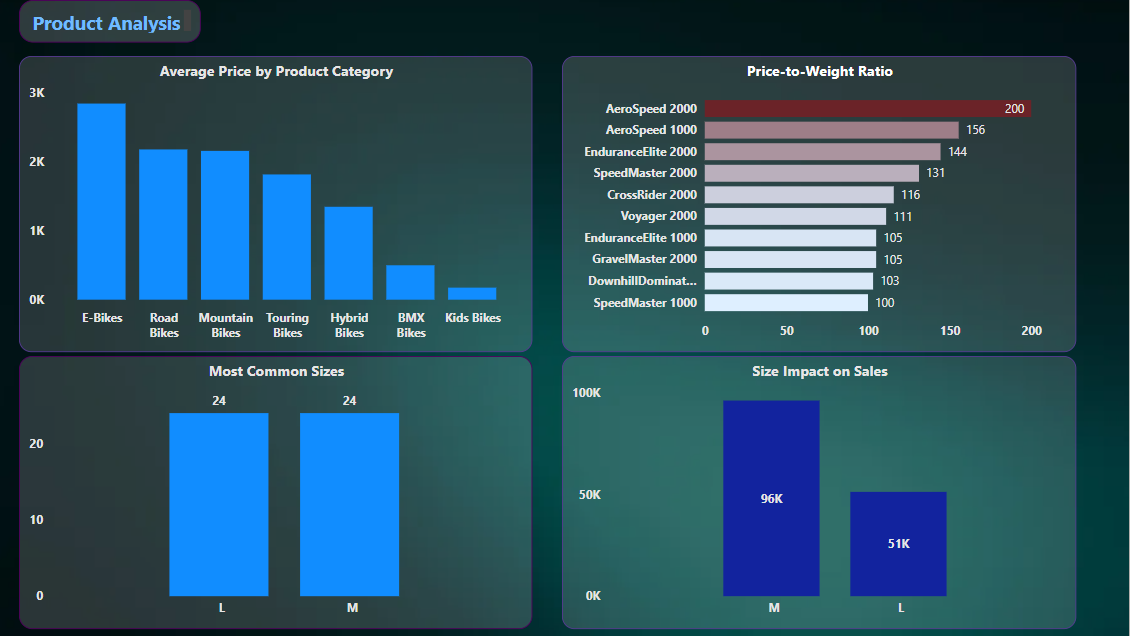 Product Analysis
Average Price by Product Category
3K
2K
1K
0K
E-Bikes
Road
Bikes
Mountain
Bikes
Touring
Bikes
Hybrid
Bikes
BMX
Bikes
Kids Bikes
Price-to-Weight Ratio
AeroSpeed 2000 200
AeroSpeed 1000 156
EnduranceElite 2000 144
SpeedMaster 2000 131
CrossRider 2000 116
Voyager 2000 111
EnduranceElite 1000 105
GravelMaster 2000 105
DownhillDominat... 103
SpeedMaster 1000 100
0 50 100 150 200
Most Common Sizes
24 24
20
10
0
L M
Size Impact on Sales
100K
50K
0K
96K
51K
M L